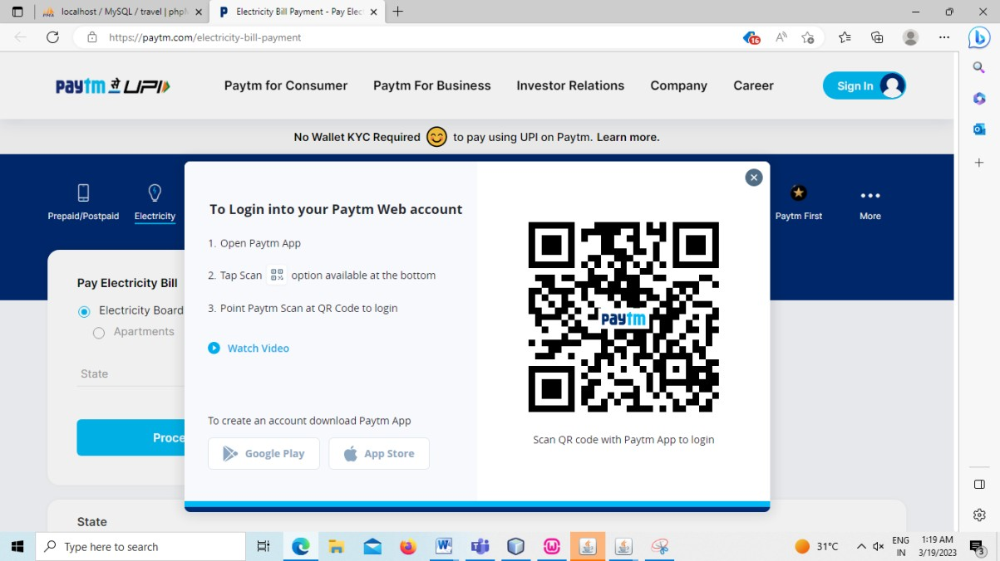 localhost / MySQL / travel | phpM
Electricity Bill Payment - Pay Elec
https://paytm.com/electricity-bill-payment
16
paytm से UPI
Paytm for Consumer
Paytm For Business
Investor Relations
Company
Career
Sign In
No Wallet KYC Required to pay using UPI on Paytm. Learn more.
Prepaid/Postpaid
Electricity
Paytm First
More
Pay Electricity Bill
Electricity Board
Apartments
State
Proce
To Login into your Paytm Web account
1. Open Paytm App
2. Tap Scan option available at the bottom
3. Point Paytm Scan at QR Code to login
Watch Video
To create an account download Paytm App
Google Play
App Store
paytm
Scan QR code with Paytm App to login
State
Type here to search
31°C
ENG
IN
1:19 AM
3/19/2023
3